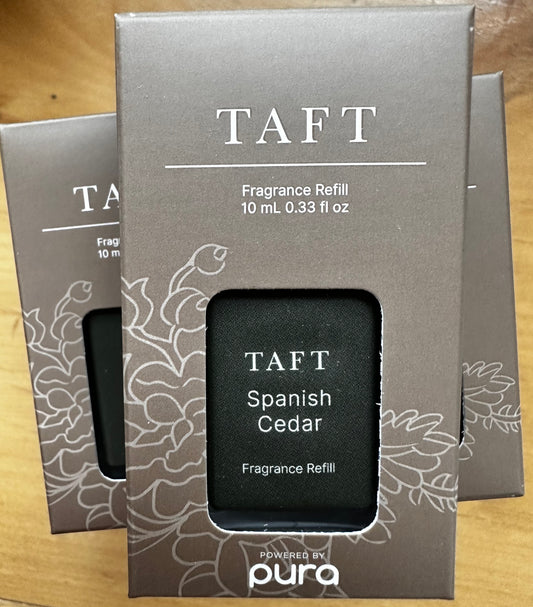 TAFT
Fragrance Refill
10 mL 0.33 fl oz
TAFT
Spanish
Cedar
Fragrance Refill
POWERED BY
pura
TA
Frag
10 m